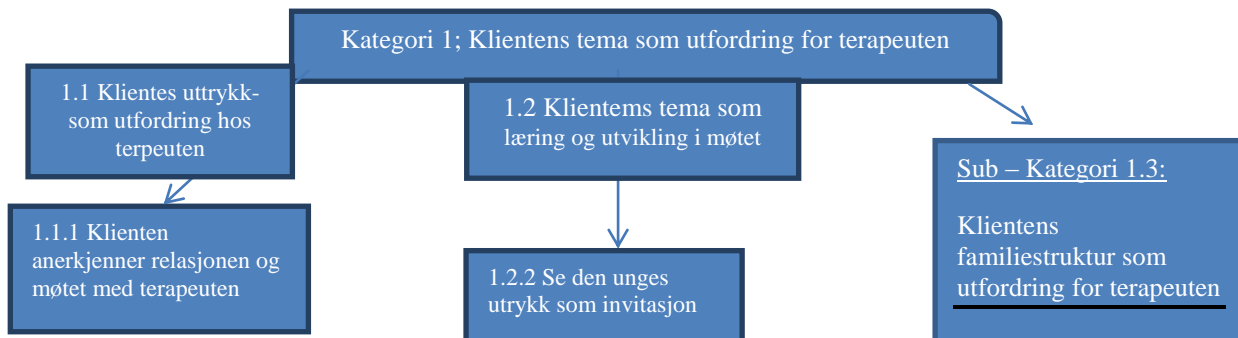 Kategori 1; Klientens tema som utfordring for terapeuten
1.1 Klientes uttrykk-
som utfordring hos
terpeuten
1.2 Klientems tema som
læring og utvikling i møtet
Sub – Kategori 1.3:
Klientens
familiestruktur som
utfordring for terapeuten
1.1.1 Klienten
anerkjenner relasjonen og
møtet med terapeuten
1.2.2 Se den unges
utrykk som invitasjon